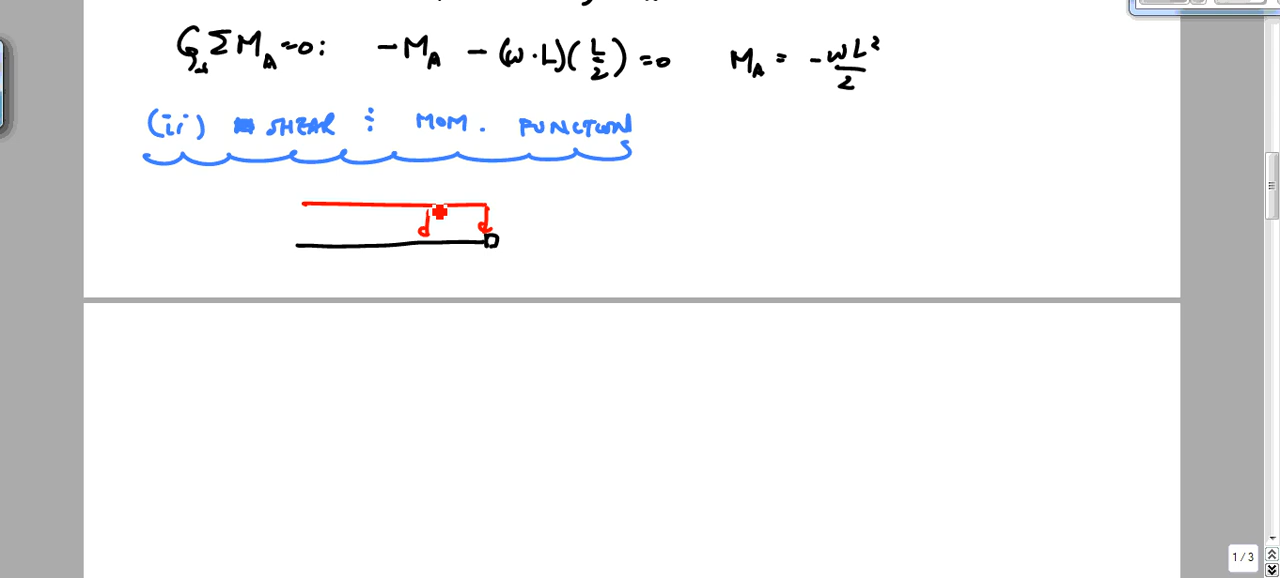 ΣM_A=0: -M_A - (w·L)(L/2)=0 M_A = -wL²/2
(ii) SHEAR & MOM. FUNCTION
1 / 3